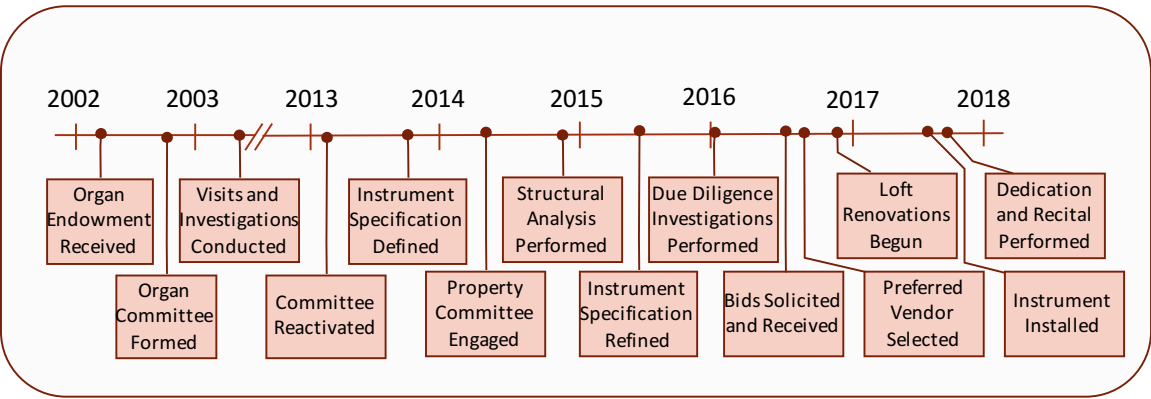 2002
2003
2013
2014
2015
2016
2017
2018
Organ
Endowment
Received
Organ
Committee
Formed
Visits and
Investigations
Conducted
Committee
Reactivated
Instrument
Specification
Defined
Property
Committee
Engaged
Structural
Analysis
Performed
Instrument
Specification
Refined
Due Diligence
Investigations
Performed
Bids Solicited
and Received
Preferred
Vendor
Selected
Loft
Renovations
Begun
Instrument
Installed
Dedication
and Recital
Performed